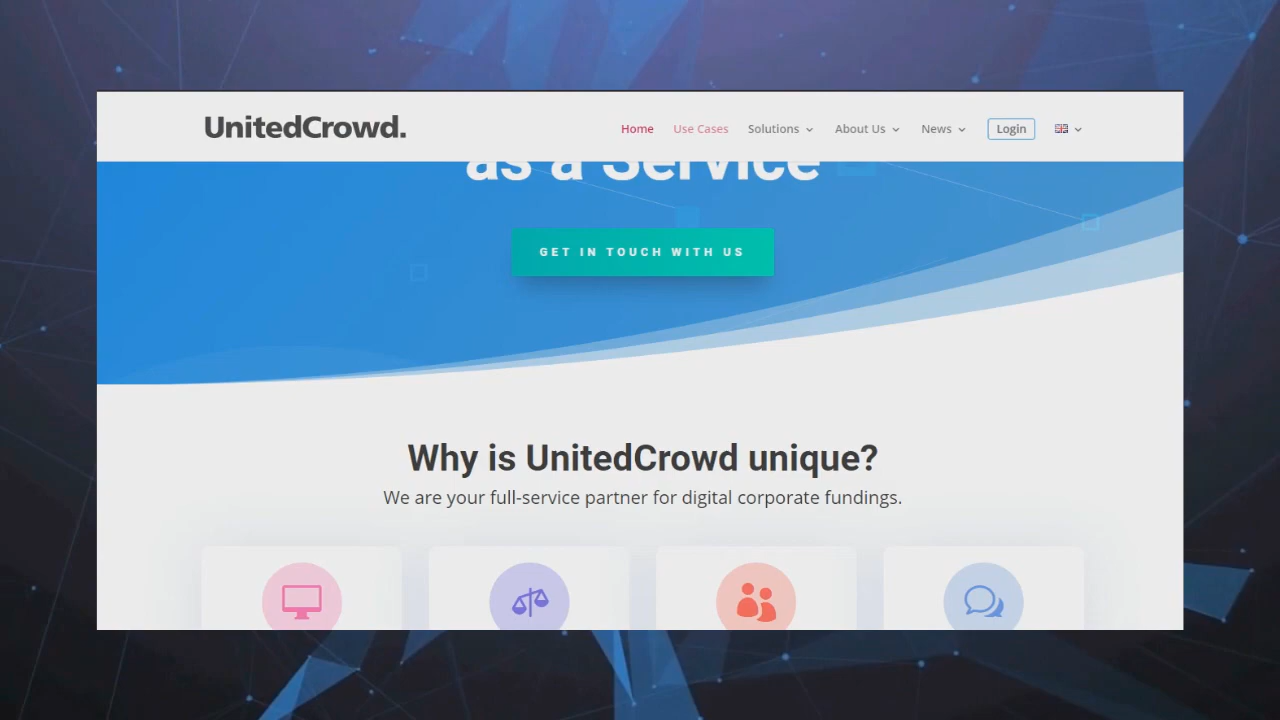 UnitedCrowd.
Home Use Cases Solutions About Us News Login
as a Service
GET IN TOUCH WITH US
Why is UnitedCrowd unique?
We are your full-service partner for digital corporate fundings.